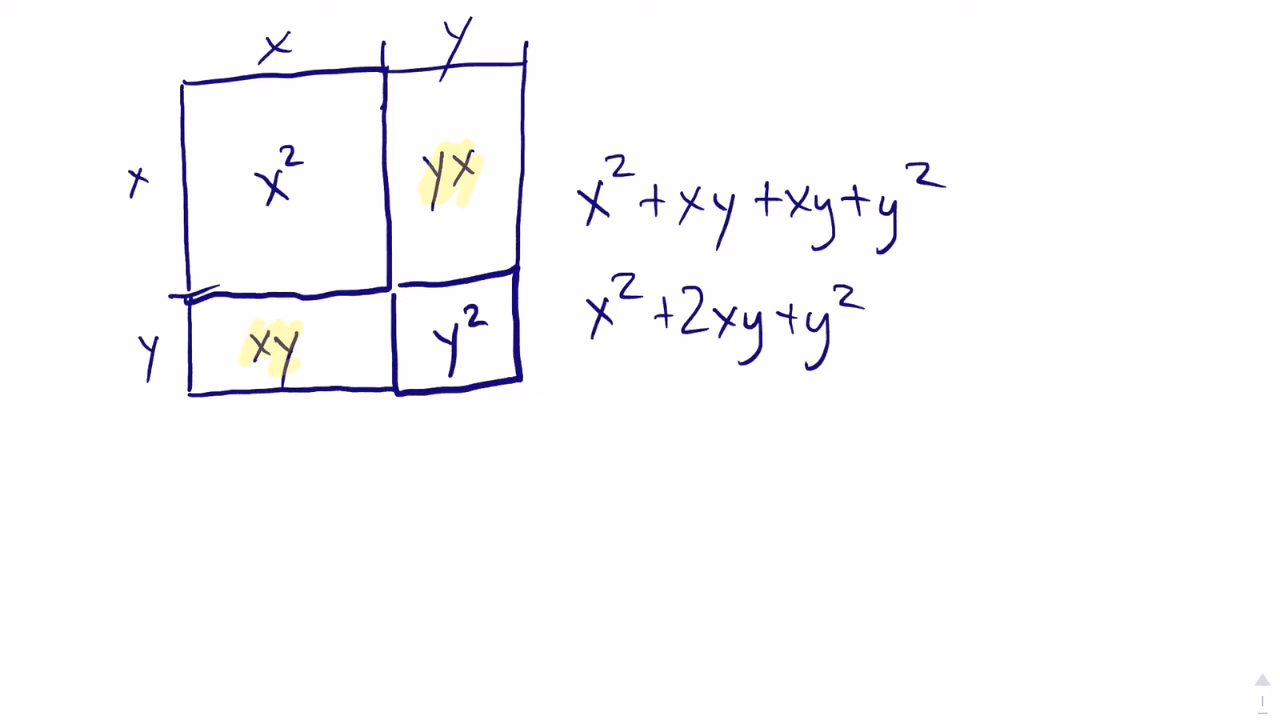 x y
x x² yx
x² + xy + xy + y²
x² + 2xy + y²
y xy y²